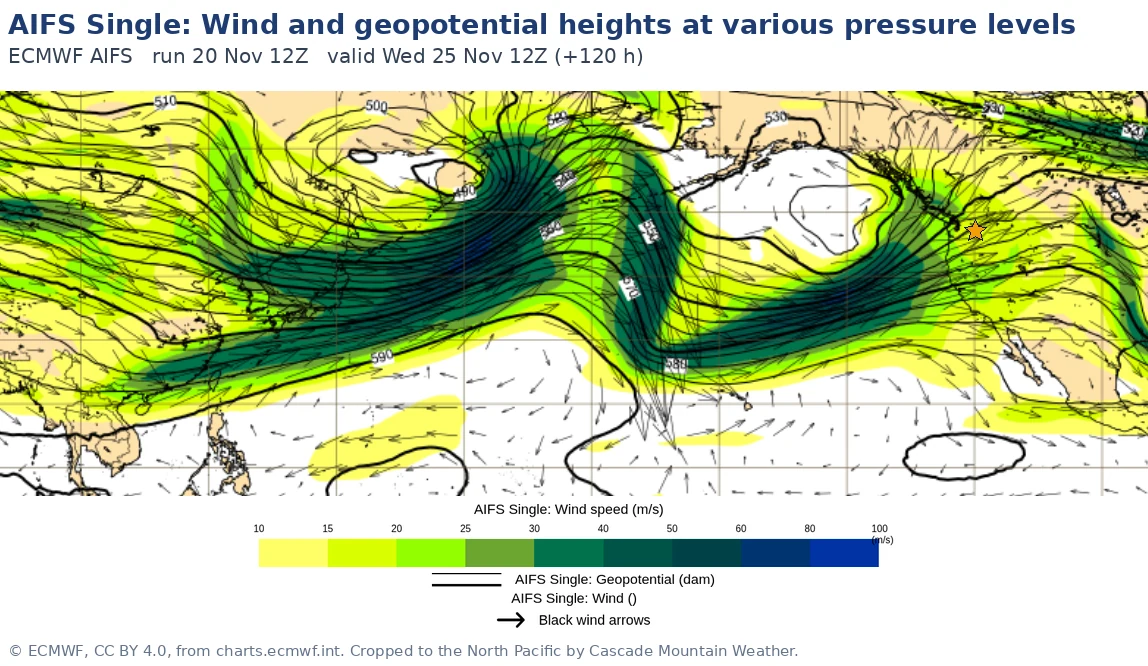 AIFS Single: Wind and geopotential heights at various pressure levels
ECMWF AIFS run 20 Nov 12Z valid Wed 25 Nov 12Z (+120 h)
510
500
530
490
590
570
580
AIFS Single: Wind speed (m/s)
10 15 20 25 30 40 50 60 80 100
(m/s)
AIFS Single: Geopotential (dam)
AIFS Single: Wind ()
Black wind arrows
© ECMWF, CC BY 4.0, from charts.ecmwf.int. Cropped to the North Pacific by Cascade Mountain Weather.